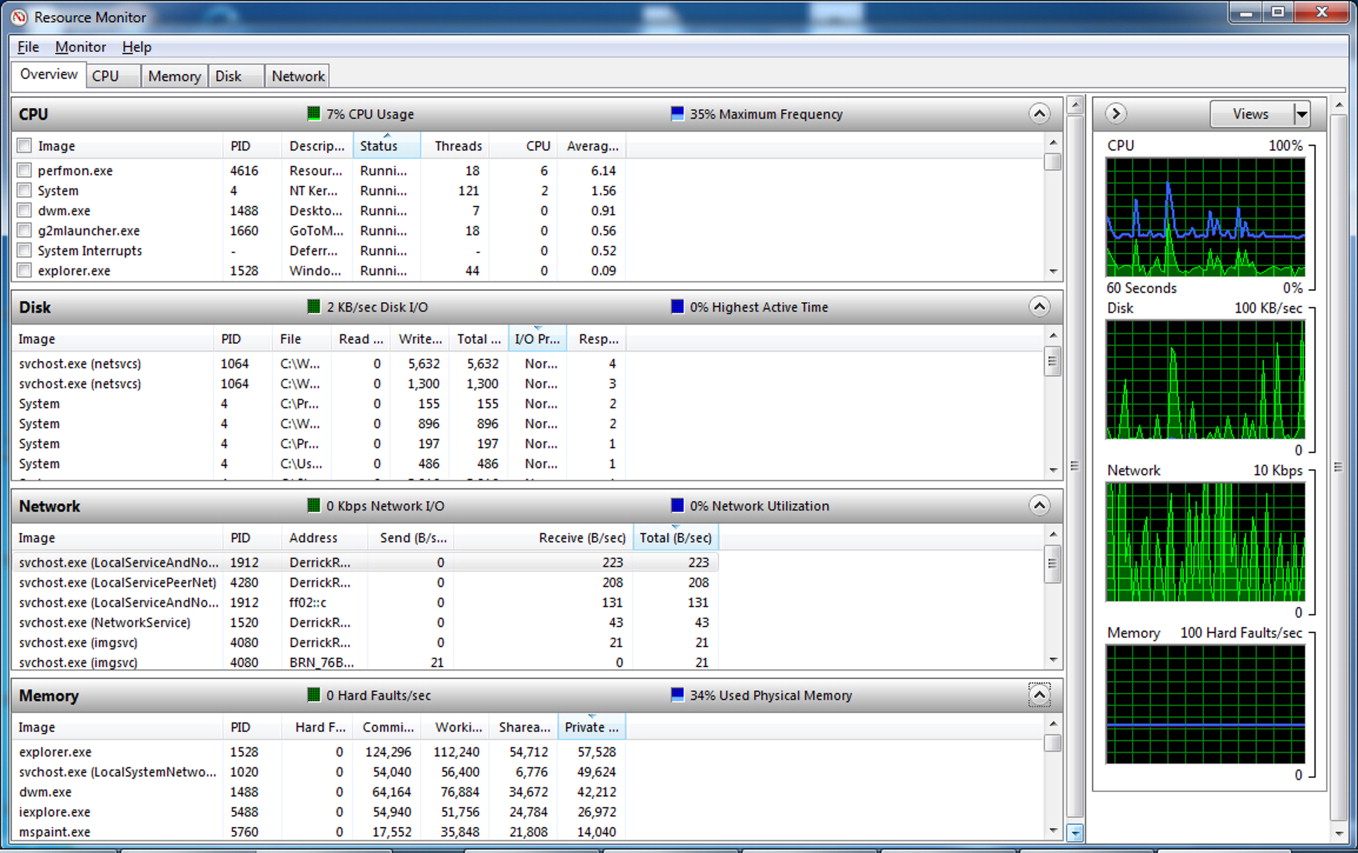 Resource Monitor
File Monitor Help
Overview CPU Memory Disk Network
CPU 7% CPU Usage 35% Maximum Frequency
Image PID Descrip... Status Threads CPU Averag...
perfmon.exe 4616 Resour... Runni... 18 6 6.14
System 4 NT Ker... Runni... 121 2 1.56
dwm.exe 1488 Deskto... Runni... 7 0 0.91
g2mlauncher.exe 1660 GoToM... Runni... 18 0 0.56
System Interrupts - Deferr... Runni... - 0 0.52
explorer.exe 1528 Windo... Runni... 44 0 0.09
Disk 2 KB/sec Disk I/O 0% Highest Active Time
Image PID File Read ... Write... Total ... I/O Pr... Resp...
svchost.exe (netsvcs) 1064 C:\W... 0 5,632 5,632 Nor... 4
svchost.exe (netsvcs) 1064 C:\W... 0 1,300 1,300 Nor... 3
System 4 C:\Pr... 0 155 155 Nor... 2
System 4 C:\W... 0 896 896 Nor... 2
System 4 C:\Pr... 0 197 197 Nor... 1
System 4 C:\Us... 0 486 486 Nor... 1
Network 0 Kbps Network I/O 0% Network Utilization
Image PID Address Send (B/s... Receive (B/sec) Total (B/sec)
svchost.exe (LocalServiceAndNo... 1912 DerrickR... 0 223 223
svchost.exe (LocalServicePeerNet) 4280 DerrickR... 0 208 208
svchost.exe (LocalServiceAndNo... 1912 ff02::c 0 131 131
svchost.exe (NetworkService) 1520 DerrickR... 0 43 43
svchost.exe (imgsvc) 4080 DerrickR... 0 21 21
svchost.exe (imgsvc) 4080 BRN_76B... 21 0 21
Memory 0 Hard Faults/sec 34% Used Physical Memory
Image PID Hard F... Commi... Worki... Sharea... Private ...
explorer.exe 1528 0 124,296 112,240 54,712 57,528
svchost.exe (LocalSystemNetwo... 1020 0 54,040 56,400 6,776 49,624
dwm.exe 1488 0 64,164 76,884 34,672 42,212
iexplore.exe 5488 0 54,940 51,756 24,784 26,972
mspaint.exe 5760 0 17,552 35,848 21,808 14,040
Views
CPU 100%
60 Seconds 0%
Disk 100 KB/sec
0
Network 10 Kbps
0
Memory 100 Hard Faults/sec
0